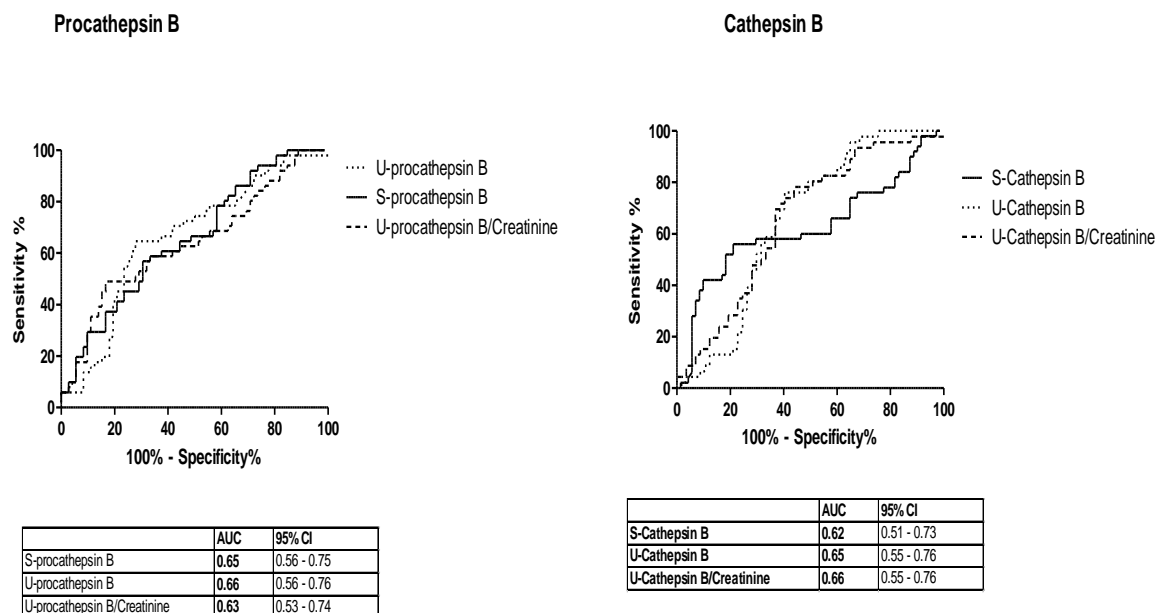 Procathepsin B
Cathepsin B
100
80
60
40
20
0
Sensitivity %
0 20 40 60 80 100
100% - Specificity%
U-procathepsin B
S-procathepsin B
U-procathepsin B/Creatinine
100
80
60
40
20
0
Sensitivity %
0 20 40 60 80 100
100% - Specificity%
S-Cathepsin B
U-Cathepsin B
U-Cathepsin B/Creatinine
AUC 95% CI
S-procathepsin B 0.65 0.56 - 0.75
U-procathepsin B 0.66 0.56 - 0.76
U-procathepsin B/Creatinine 0.63 0.53 - 0.74
AUC 95% CI
S-Cathepsin B 0.62 0.51 - 0.73
U-Cathepsin B 0.65 0.55 - 0.76
U-Cathepsin B/Creatinine 0.66 0.55 - 0.76